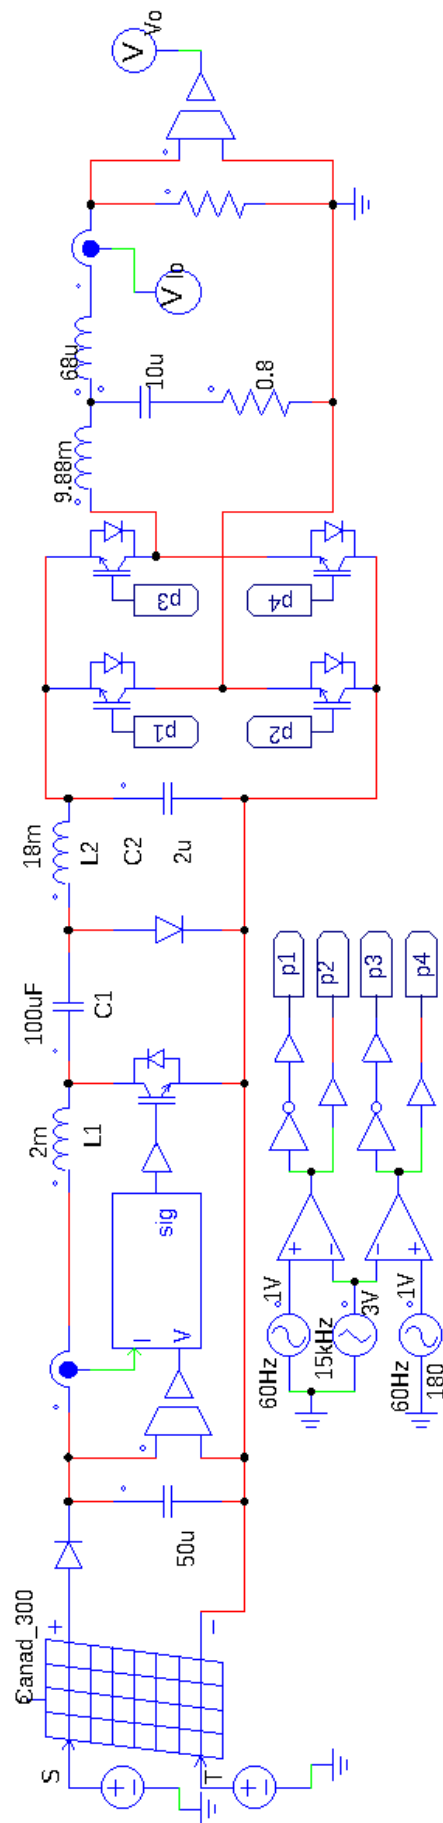 Canad_300
S
T
+
-
50u
I
V
sig
2m
L1
100uF
C1
18m
L2
C2
2u
p1
p2
p3
p4
9.88m
68u
10u
0.8
V
Io
V
Vo
60Hz
.1V
15kHz
3V
60Hz
.1V
180
p1
p2
p3
p4